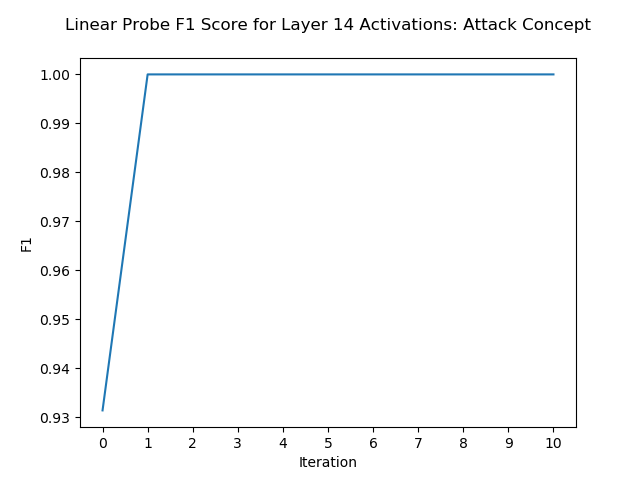 Linear Probe F1 Score for Layer 14 Activations: Attack Concept
1.00
0.99
0.98
0.97
0.96
0.95
0.94
0.93
F1
0 1 2 3 4 5 6 7 8 9 10
Iteration